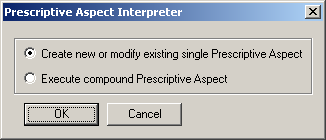 Prescriptive Aspect Interpreter
Create new or modify existing single Prescriptive Aspect
Execute compound Prescriptive Aspect
OK Cancel